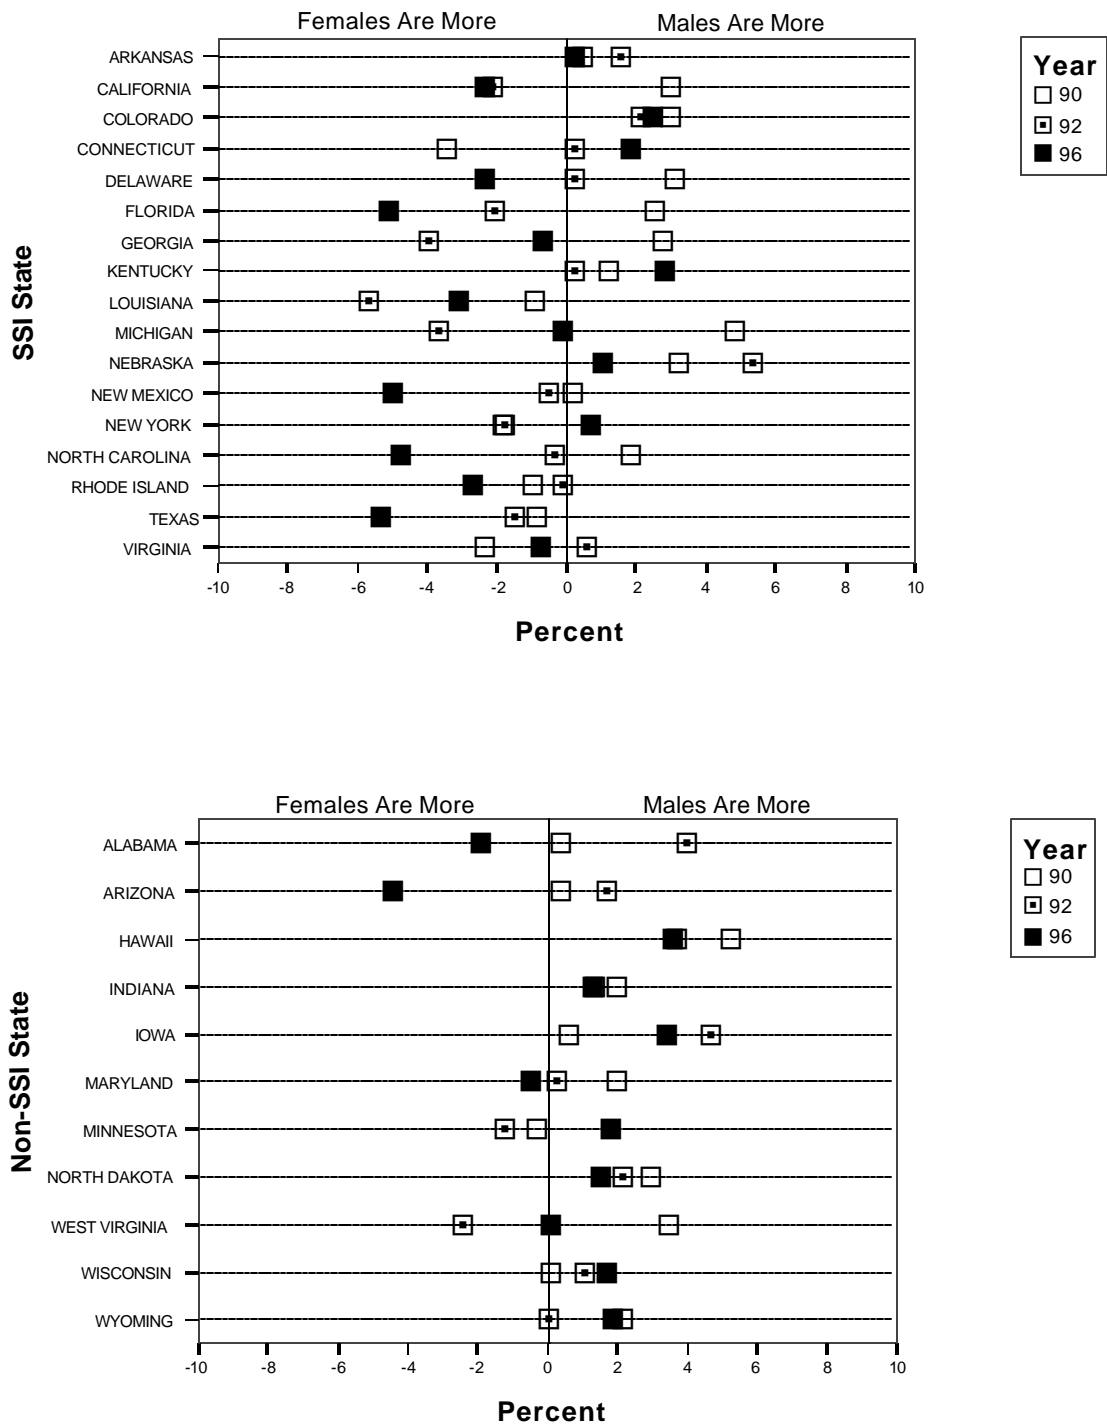 Females Are More Males Are More
ARKANSAS
CALIFORNIA
COLORADO
CONNECTICUT
DELAWARE
FLORIDA
GEORGIA
KENTUCKY
LOUISIANA
MICHIGAN
NEBRASKA
NEW MEXICO
NEW YORK
NORTH CAROLINA
RHODE ISLAND
TEXAS
VIRGINIA
SSI State
-10 -8 -6 -4 -2 0 2 4 6 8 10
Percent
Year
90
92
96
Females Are More Males Are More
ALABAMA
ARIZONA
HAWAII
INDIANA
IOWA
MARYLAND
MINNESOTA
NORTH DAKOTA
WEST VIRGINIA
WISCONSIN
WYOMING
Non-SSI State
-10 -8 -6 -4 -2 0 2 4 6 8 10
Percent
Year
90
92
96